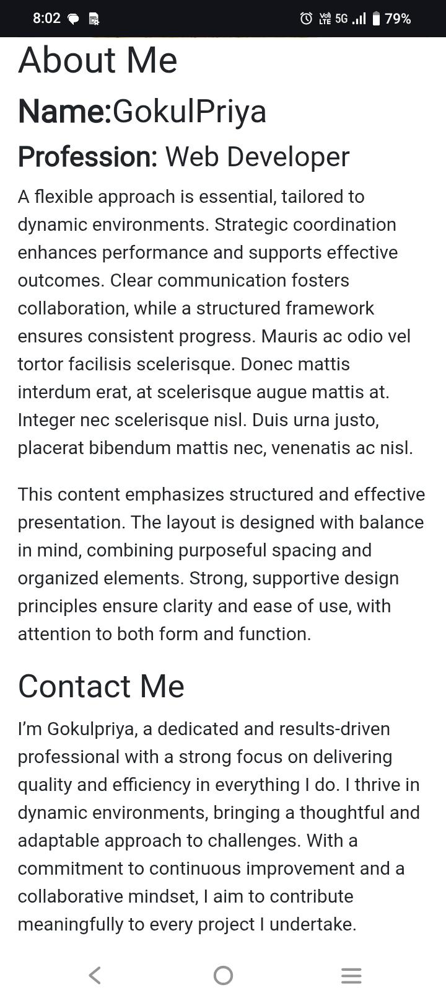 8:02 Vo) LTE 5G 79%
About Me
Name:GokulPriya
Profession: Web Developer
A flexible approach is essential, tailored to
dynamic environments. Strategic coordination
enhances performance and supports effective
outcomes. Clear communication fosters
collaboration, while a structured framework
ensures consistent progress. Mauris ac odio vel
tortor facilisis scelerisque. Donec mattis
interdum erat, at scelerisque augue mattis at.
Integer nec scelerisque nisl. Duis urna justo,
placerat bibendum mattis nec, venenatis ac nisl.
This content emphasizes structured and effective
presentation. The layout is designed with balance
in mind, combining purposeful spacing and
organized elements. Strong, supportive design
principles ensure clarity and ease of use, with
attention to both form and function.
Contact Me
I’m Gokulpriya, a dedicated and results-driven
professional with a strong focus on delivering
quality and efficiency in everything I do. I thrive in
dynamic environments, bringing a thoughtful and
adaptable approach to challenges. With a
commitment to continuous improvement and a
collaborative mindset, I aim to contribute
meaningfully to every project I undertake.